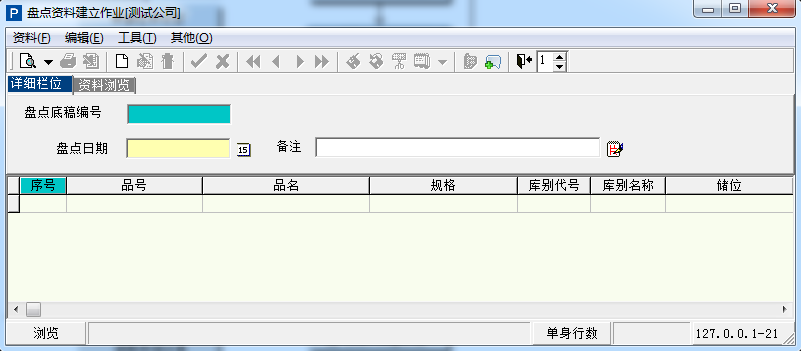 P 盘点资料建立作业[测试公司]
资料(F) 编辑(E) 工具(T) 其他(O)
1
详细栏位 资料浏览
盘点底稿编号
盘点日期 15 备注
序号 品号 品名 规格 库别代号 库别名称 储位
浏览 单身行数 127.0.0.1-21